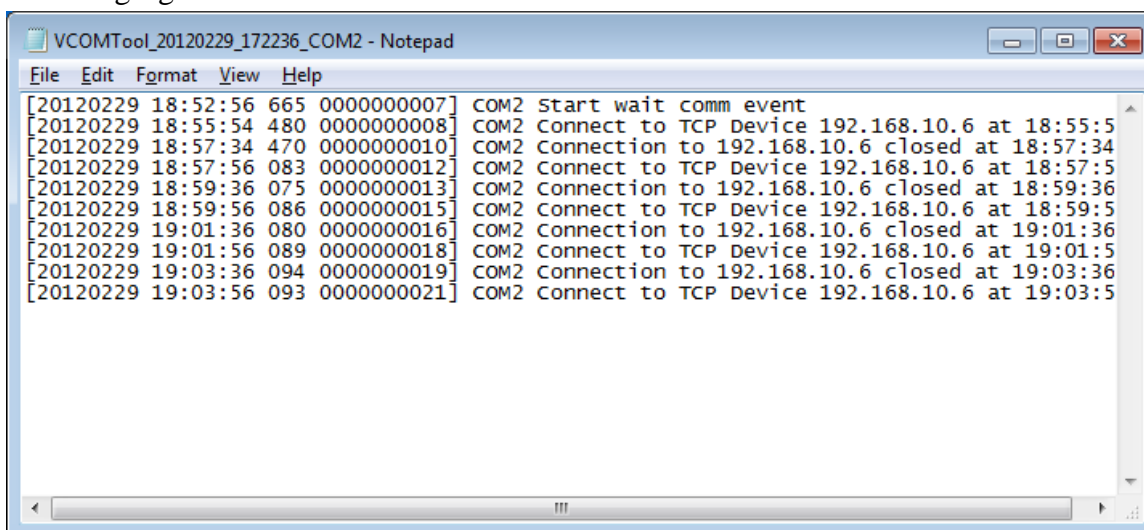 VCOMTool_20120229_172236_COM2 - Notepad
File Edit Format View Help
[20120229 18:52:56 665 0000000007] COM2 Start wait comm event
[20120229 18:55:54 480 0000000008] COM2 Connect to TCP Device 192.168.10.6 at 18:55:5
[20120229 18:57:34 470 0000000010] COM2 Connection to 192.168.10.6 closed at 18:57:34
[20120229 18:57:56 083 0000000012] COM2 Connect to TCP Device 192.168.10.6 at 18:57:5
[20120229 18:59:36 075 0000000013] COM2 Connection to 192.168.10.6 closed at 18:59:36
[20120229 18:59:56 086 0000000015] COM2 Connect to TCP Device 192.168.10.6 at 18:59:5
[20120229 19:01:36 080 0000000016] COM2 Connection to 192.168.10.6 closed at 19:01:36
[20120229 19:01:56 089 0000000018] COM2 Connect to TCP Device 192.168.10.6 at 19:01:5
[20120229 19:03:36 094 0000000019] COM2 Connection to 192.168.10.6 closed at 19:03:36
[20120229 19:03:56 093 0000000021] COM2 Connect to TCP Device 192.168.10.6 at 19:03:5